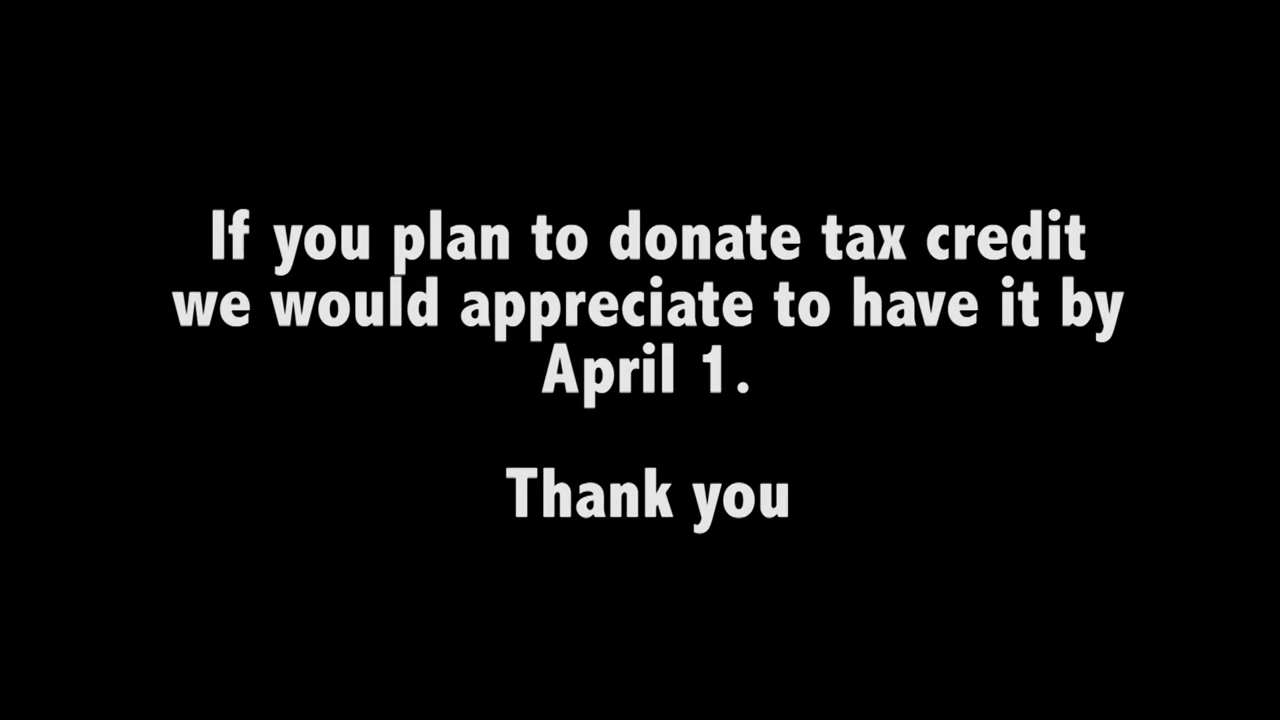 If you plan to donate tax credit
we would appreciate to have it by
April 1.
Thank you